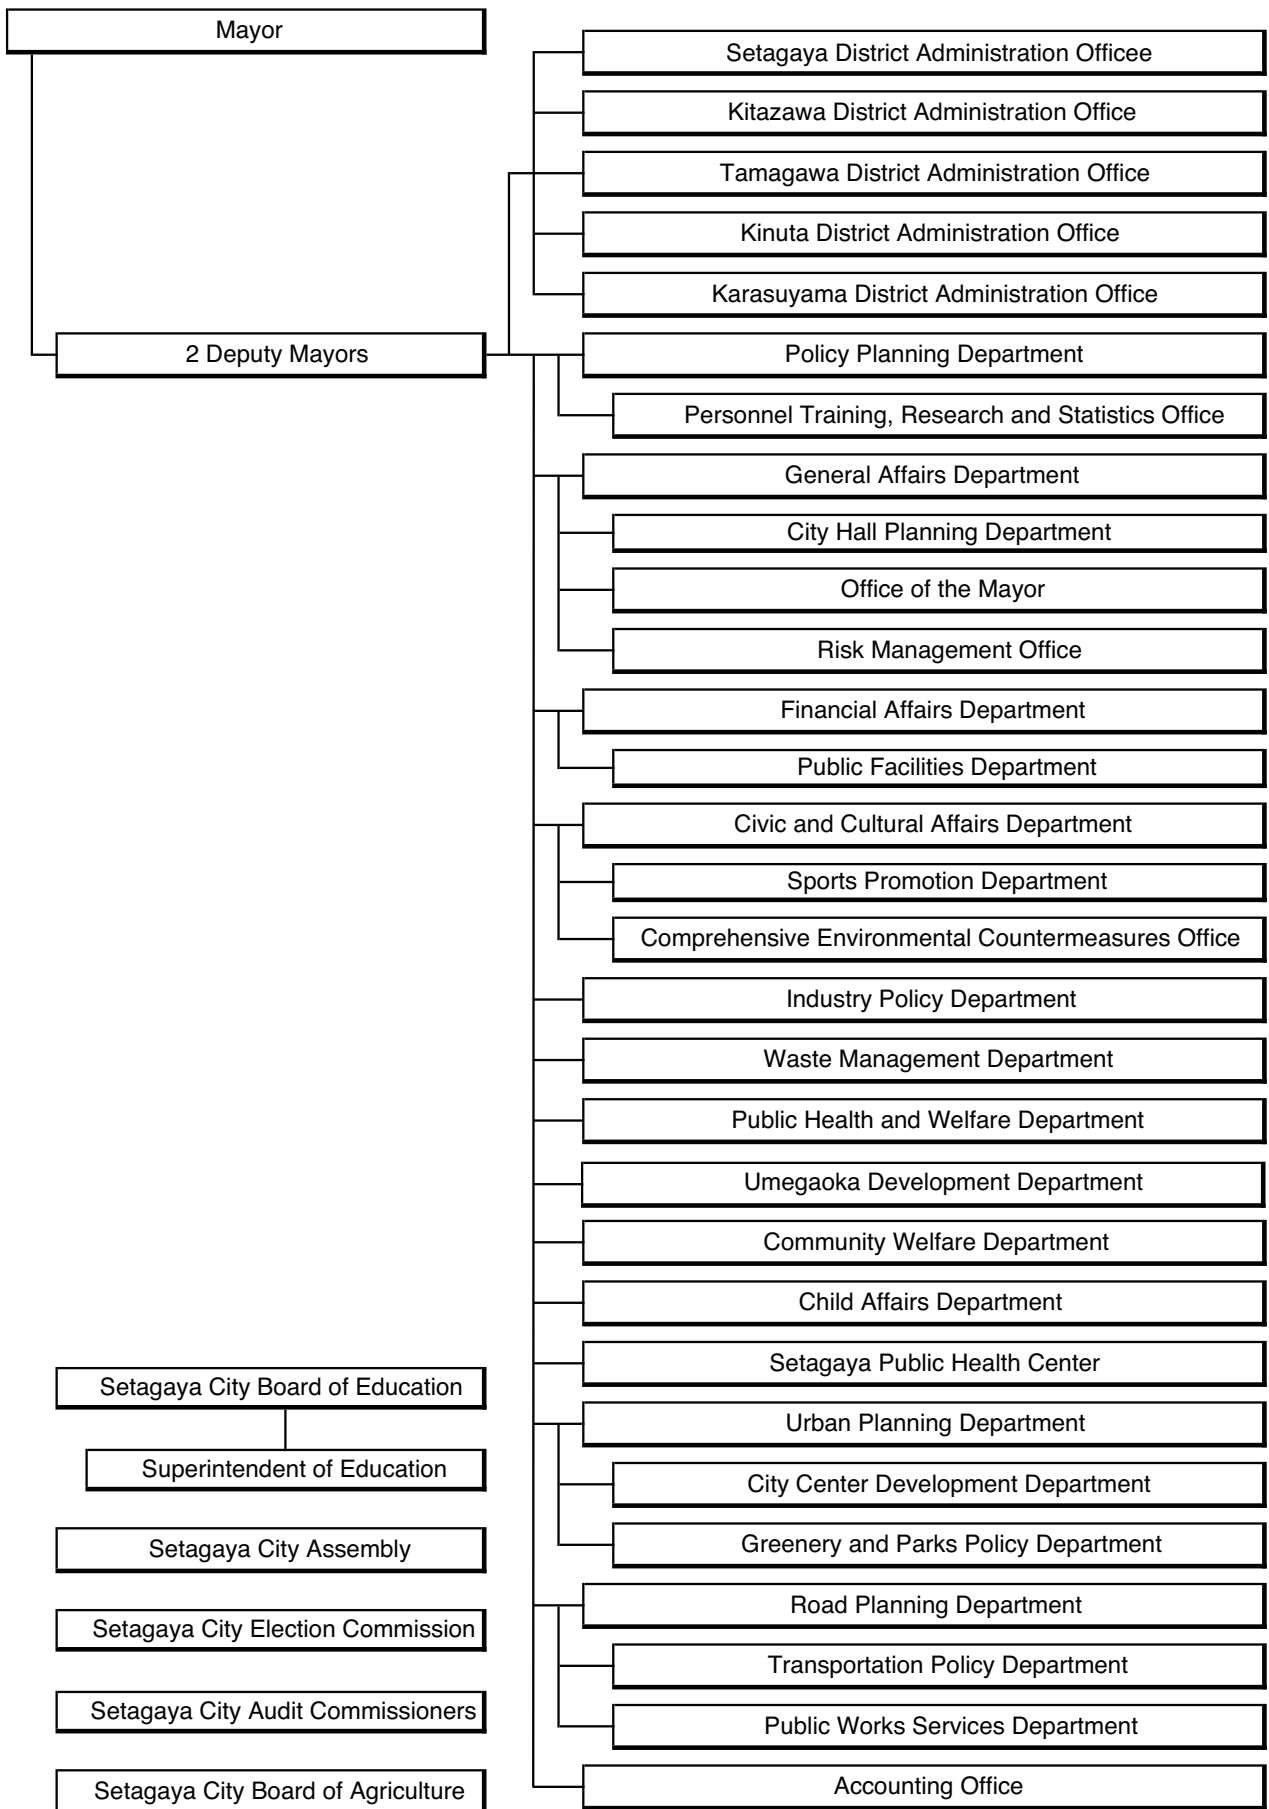 Mayor
Setagaya District Administration Officee
Kitazawa District Administration Office
Tamagawa District Administration Office
Kinuta District Administration Office
Karasuyama District Administration Office
2 Deputy Mayors
Policy Planning Department
Personnel Training, Research and Statistics Office
General Affairs Department
City Hall Planning Department
Office of the Mayor
Risk Management Office
Financial Affairs Department
Public Facilities Department
Civic and Cultural Affairs Department
Sports Promotion Department
Comprehensive Environmental Countermeasures Office
Industry Policy Department
Waste Management Department
Public Health and Welfare Department
Umegaoka Development Department
Community Welfare Department
Child Affairs Department
Setagaya Public Health Center
Urban Planning Department
City Center Development Department
Greenery and Parks Policy Department
Road Planning Department
Transportation Policy Department
Public Works Services Department
Accounting Office
Setagaya City Board of Education
Superintendent of Education
Setagaya City Assembly
Setagaya City Election Commission
Setagaya City Audit Commissioners
Setagaya City Board of Agriculture